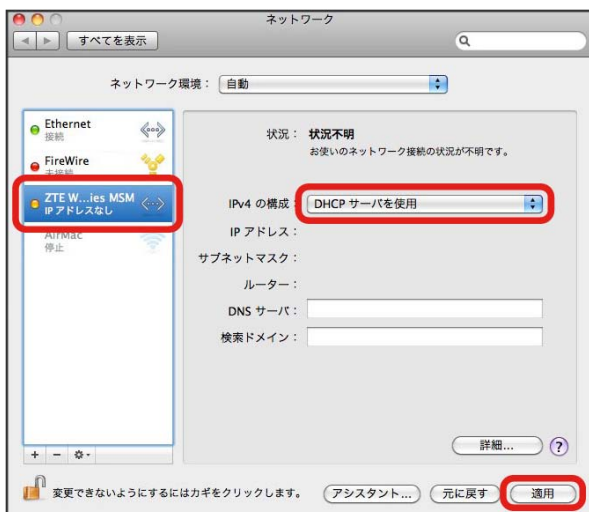 ネットワーク
すべてを表示
ネットワーク環境： 自動
Ethernet
接続
FireWire
未接続
ZTE W...ies MSM
IP アドレスなし
AirMac
停止
状況： 状況不明
お使いのネットワーク接続の状況が不明です。
IPv4 の構成： DHCP サーバを使用
IP アドレス：
サブネットマスク：
ルーター：
DNS サーバ：
検索ドメイン：
詳細... ?
+ −
変更できないようにするにはカギをクリックします。 アシスタント... 元に戻す 適用